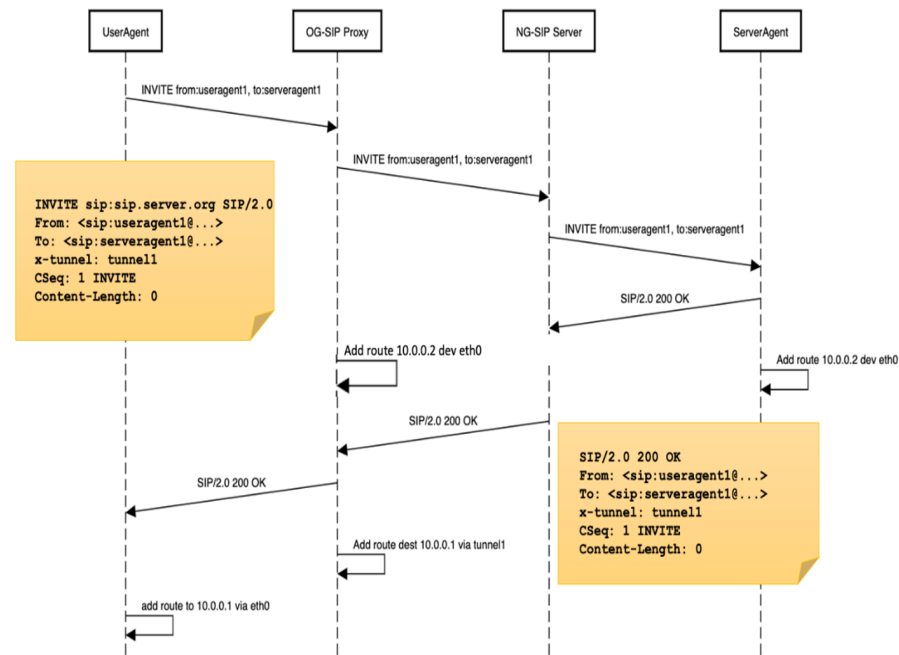 UserAgent
OG-SIP Proxy
NG-SIP Server
ServerAgent
INVITE from:useragent1, to:serveragent1
INVITE from:useragent1, to:serveragent1
INVITE sip:sip.server.org SIP/2.0
From: <sip:useragent1@...>
To: <sip:serveragent1@...>
x-tunnel: tunnel1
CSeq: 1 INVITE
Content-Length: 0
INVITE from:useragent1, to:serveragent1
SIP/2.0 200 OK
Add route 10.0.0.2 dev eth0
Add route 10.0.0.2 dev eth0
SIP/2.0 200 OK
SIP/2.0 200 OK
From: <sip:useragent1@...>
To: <sip:serveragent1@...>
x-tunnel: tunnel1
CSeq: 1 INVITE
Content-Length: 0
SIP/2.0 200 OK
Add route dest 10.0.0.1 via tunnel1
add route to 10.0.0.1 via eth0